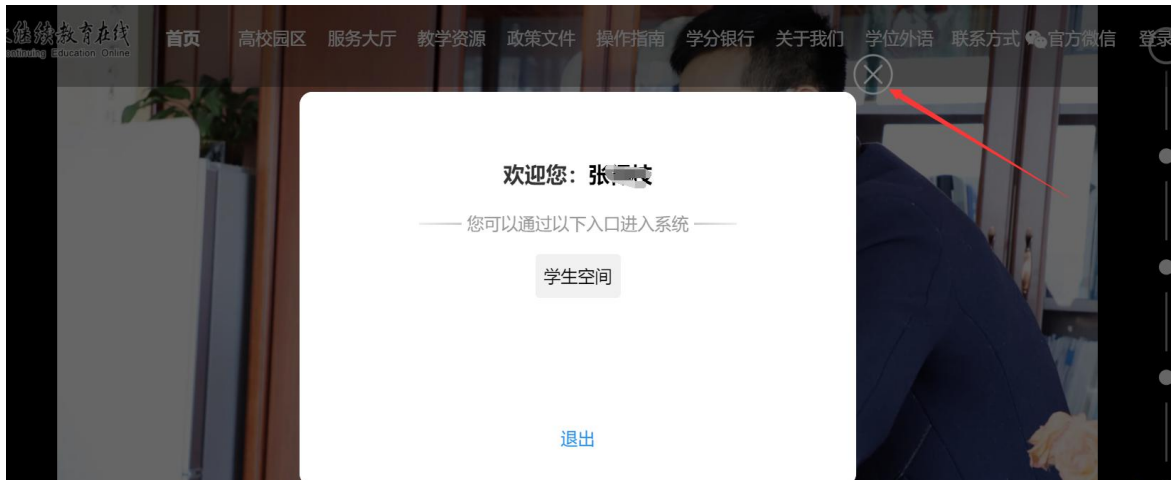 继续教育在线
Education Online
首页 高校园区 服务大厅 教学资源 政策文件 操作指南 学分银行 关于我们 学位外语 联系方式 官方微信 登录
欢迎您：张
您可以通过以下入口进入系统
学生空间
退出